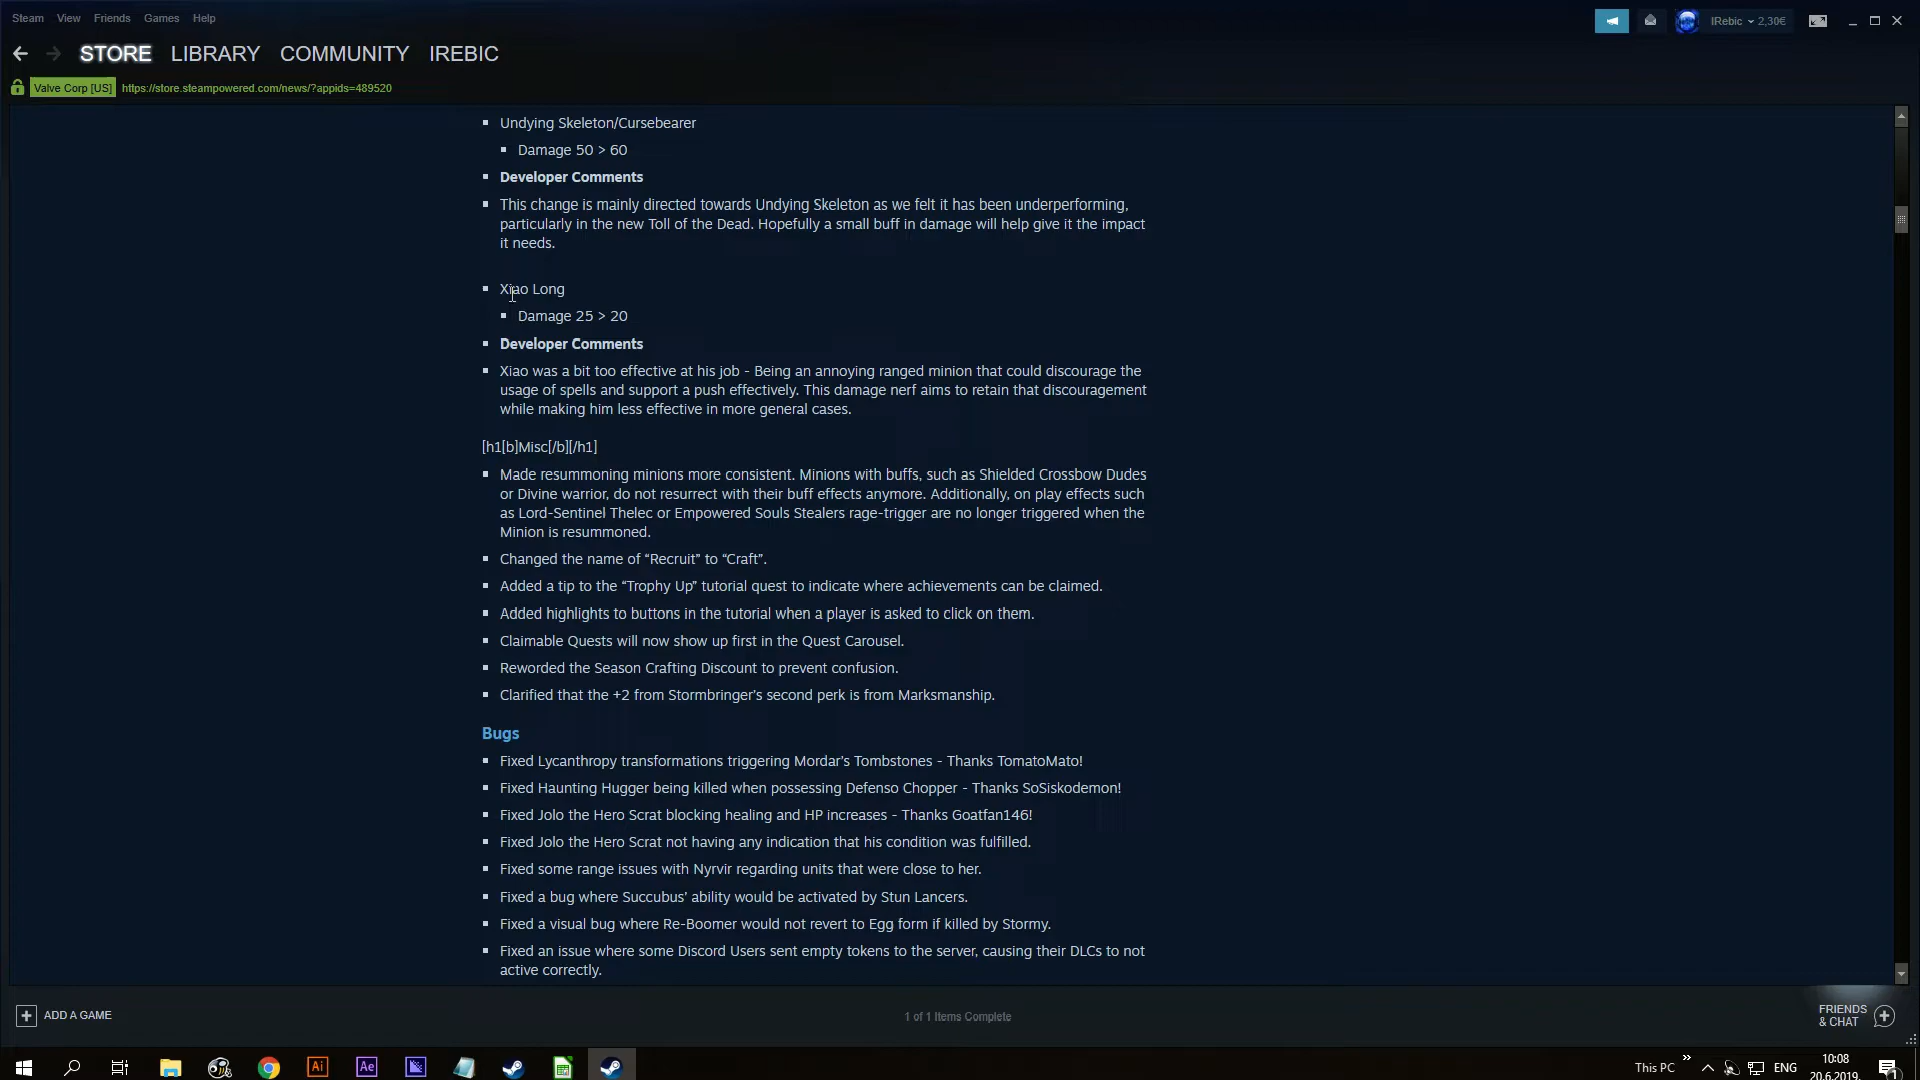 Steam View Friends Games Help
IRebic 2,30€
STORE LIBRARY COMMUNITY IREBIC
Valve Corp [US] https://store.steampowered.com/news/?appids=489520
Undying Skeleton/Cursebearer
Damage 50 > 60
Developer Comments
This change is mainly directed towards Undying Skeleton as we felt it has been underperforming,
particularly in the new Toll of the Dead. Hopefully a small buff in damage will help give it the impact
it needs.
Xiao Long
Damage 25 > 20
Developer Comments
Xiao was a bit too effective at his job - Being an annoying ranged minion that could discourage the
usage of spells and support a push effectively. This damage nerf aims to retain that discouragement
while making him less effective in more general cases.
[h1[b]Misc[/b][/h1]
Made resummoning minions more consistent. Minions with buffs, such as Shielded Crossbow Dudes
or Divine warrior, do not resurrect with their buff effects anymore. Additionally, on play effects such
as Lord-Sentinel Thelec or Empowered Souls Stealers rage-trigger are no longer triggered when the
Minion is resummoned.
Changed the name of “Recruit” to “Craft”.
Added a tip to the “Trophy Up” tutorial quest to indicate where achievements can be claimed.
Added highlights to buttons in the tutorial when a player is asked to click on them.
Claimable Quests will now show up first in the Quest Carousel.
Reworded the Season Crafting Discount to prevent confusion.
Clarified that the +2 from Stormbringer’s second perk is from Marksmanship.
Bugs
Fixed Lycanthropy transformations triggering Mordar’s Tombstones - Thanks TomatoMato!
Fixed Haunting Hugger being killed when possessing Defenso Chopper - Thanks SoSiskodemon!
Fixed Jolo the Hero Scrat blocking healing and HP increases - Thanks Goatfan146!
Fixed Jolo the Hero Scrat not having any indication that his condition was fulfilled.
Fixed some range issues with Nyrvir regarding units that were close to her.
Fixed a bug where Succubus’ ability would be activated by Stun Lancers.
Fixed a visual bug where Re-Boomer would not revert to Egg form if killed by Stormy.
Fixed an issue where some Discord Users sent empty tokens to the server, causing their DLCs to not
active correctly.
ADD A GAME
1 of 1 Items Complete
FRIENDS
& CHAT
Ai Ae
This PC ENG
10:08
20.6.2019.
1